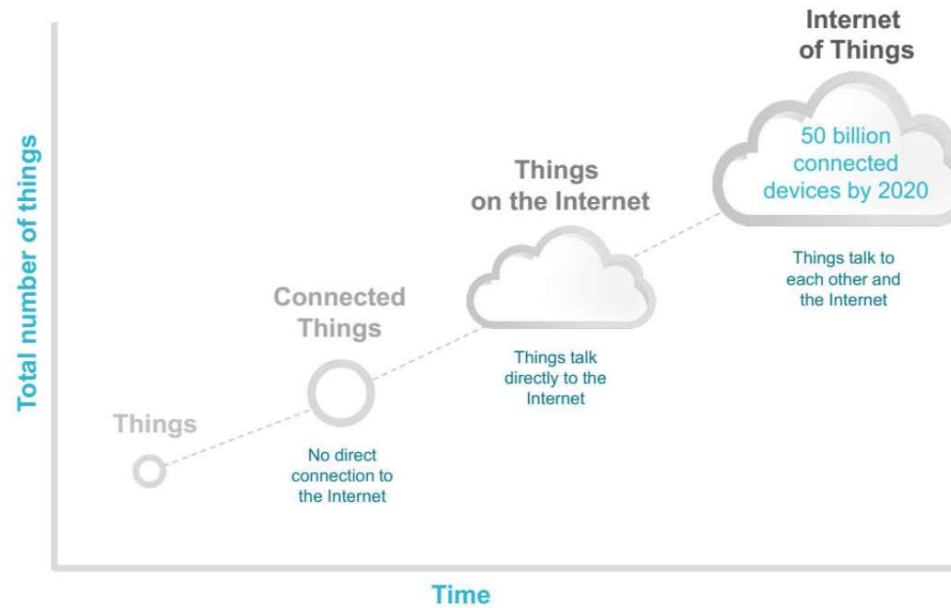 Internet
of Things
50 billion
connected
devices by 2020
Things talk to
each other and
the Internet
Things
on the Internet
Things talk
directly to the
Internet
Connected
Things
No direct
connection to
the Internet
Things
Total number of things
Time